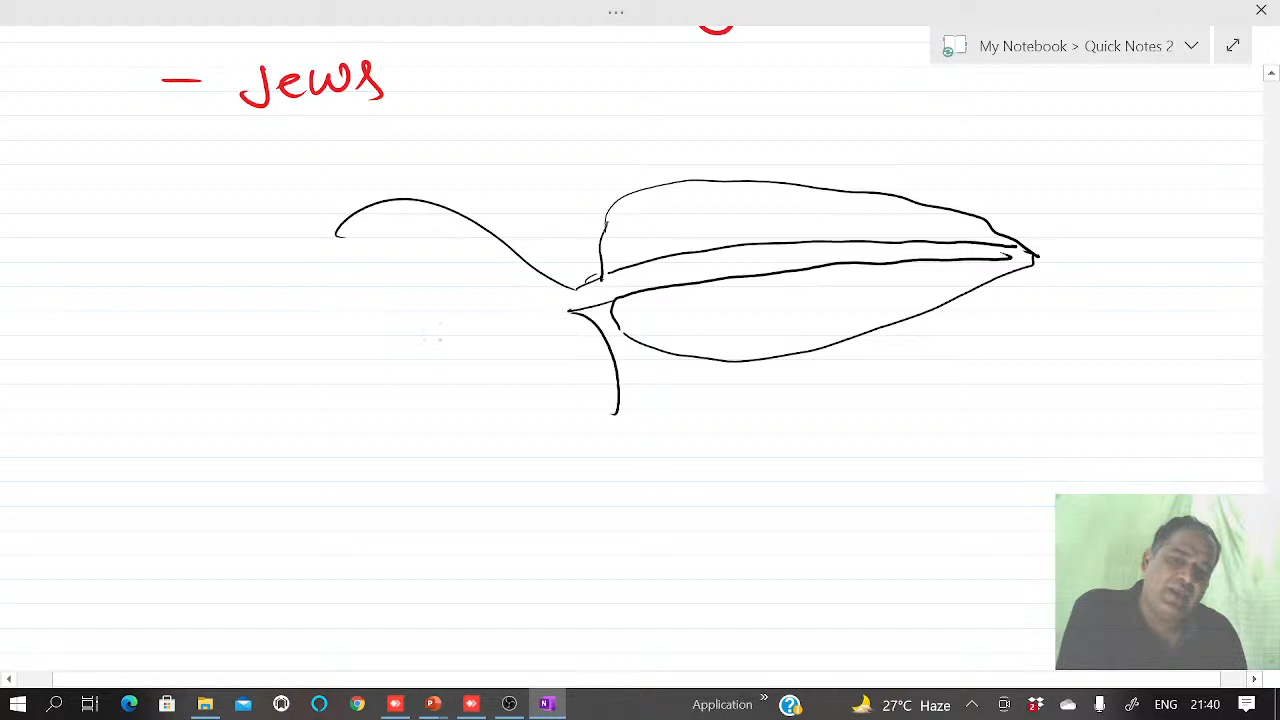 My Notebook > Quick Notes 2
- Jews
Application
27°C Haze
ENG
21:40